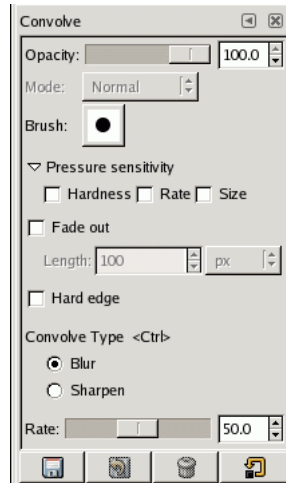 Convolve
Opacity: 100.0
Mode: Normal
Brush:
Pressure sensitivity
Hardness Rate Size
Fade out
Length: 100 px
Hard edge
Convolve Type <Ctrl>
Blur
Sharpen
Rate: 50.0